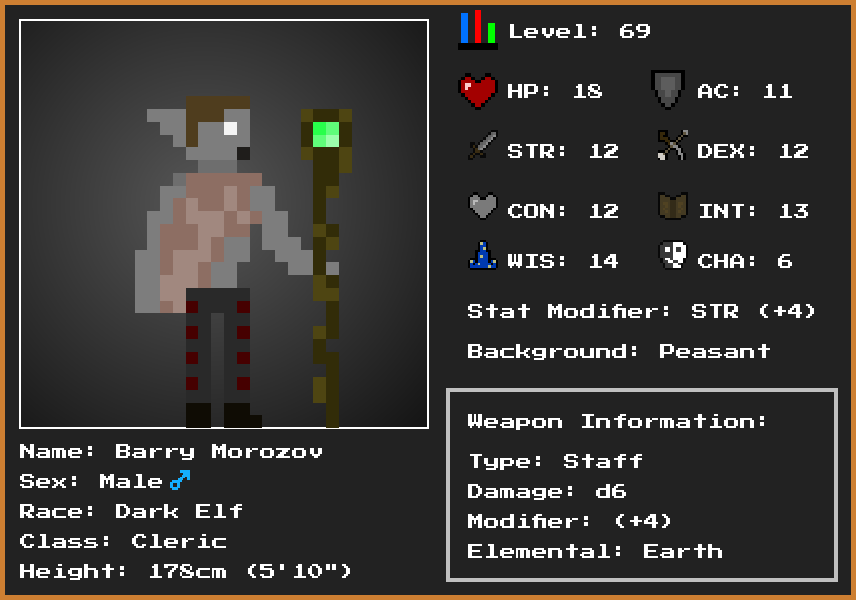 Level: 69
HP: 18 AC: 11
STR: 12 DEX: 12
CON: 12 INT: 13
WIS: 14 CHA: 6
Stat Modifier: STR (+4)
Background: Peasant
Weapon Information:
Type: Staff
Damage: d6
Modifier: (+4)
Elemental: Earth
Name: Barry Morozov
Sex: Male ♂
Race: Dark Elf
Class: Cleric
Height: 178cm (5'10")